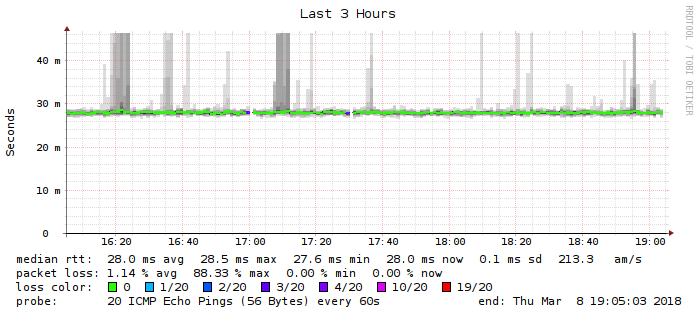 Last 3 Hours
RRDTOOL / TOBI OETIKER
Seconds
40 m
30 m
20 m
10 m
0
16:20 16:40 17:00 17:20 17:40 18:00 18:20 18:40 19:00
median rtt: 28.0 ms avg 28.5 ms max 27.6 ms min 28.0 ms now 0.1 ms sd 213.3 am/s
packet loss: 1.14 % avg 88.33 % max 0.00 % min 0.00 % now
loss color: 0 1/20 2/20 3/20 4/20 10/20 19/20
probe: 20 ICMP Echo Pings (56 Bytes) every 60s end: Thu Mar 8 19:05:03 2018